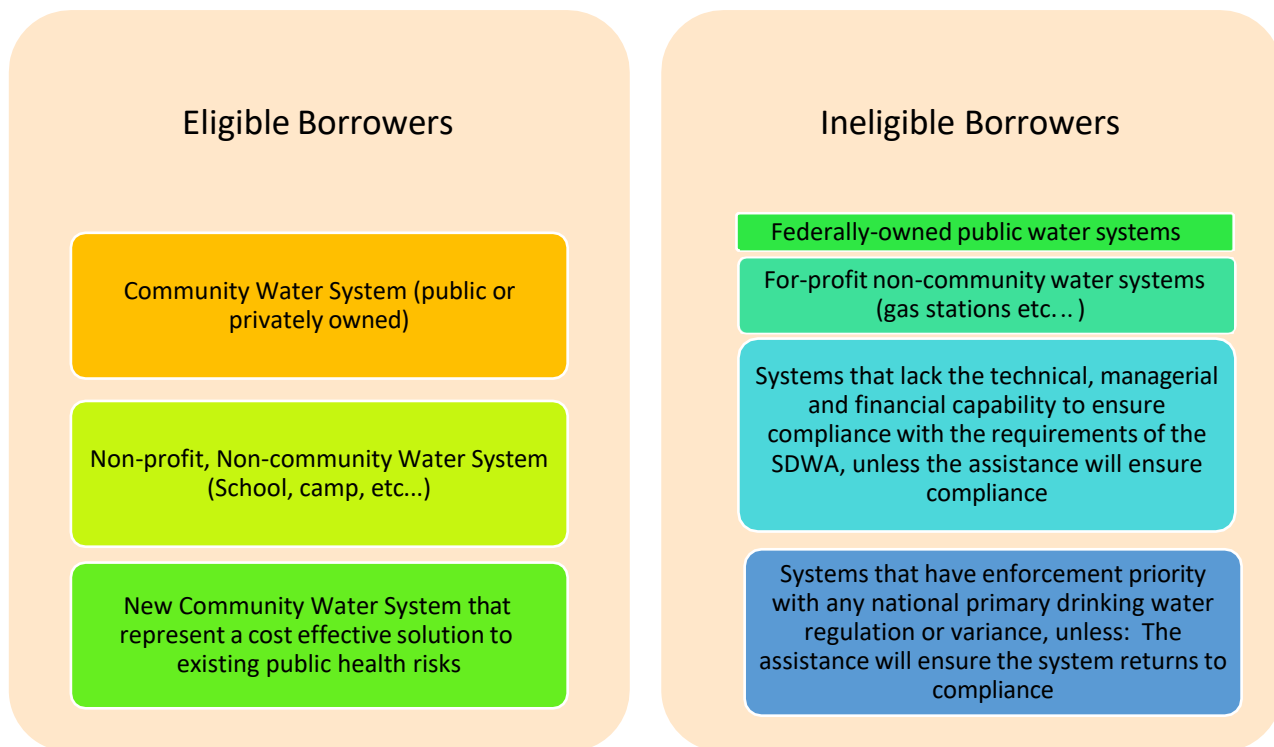 Eligible Borrowers
Community Water System (public or
privately owned)
Non-profit, Non-community Water System
(School, camp, etc...)
New Community Water System that
represent a cost effective solution to
existing public health risks
Ineligible Borrowers
Federally-owned public water systems
For-profit non-community water systems
(gas stations etc... )
Systems that lack the technical, managerial
and financial capability to ensure
compliance with the requirements of the
SDWA, unless the assistance will ensure
compliance
Systems that have enforcement priority
with any national primary drinking water
regulation or variance, unless:  The
assistance will ensure the system returns to
compliance